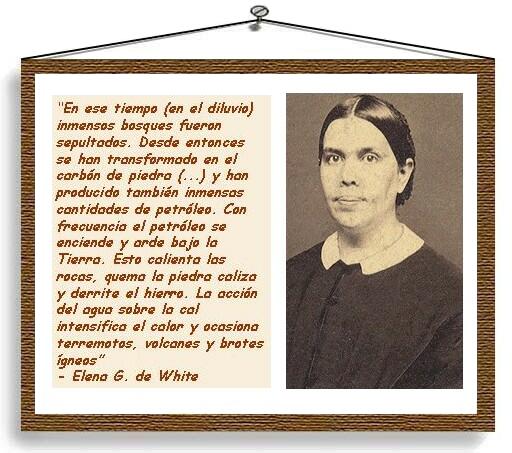 “En ese tiempo (en el diluvio)
inmensos bosques fueron
sepultados. Desde entonces
se han transformado en el
carbón de piedra (...) y han
producido también inmensas
cantidades de petróleo. Con
frecuencia el petróleo se
enciende y arde bajo la
Tierra. Esto calienta las
rocas, quema la piedra caliza
y derrite el hierro. La acción
del agua sobre la cal
intensifica el calor y ocasiona
terremotos, volcanes y brotes
ígneos”
- Elena G. de White